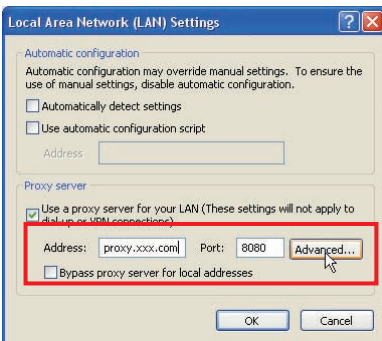 Local Area Network (LAN) Settings
Automatic configuration
Automatic configuration may override manual settings. To ensure the
use of manual settings, disable automatic configuration.
Automatically detect settings
Use automatic configuration script
Address
Proxy server
Use a proxy server for your LAN (These settings will not apply to
dial-up or VPN connections)
Address: proxy.xxx.com Port: 8080 Advanced...
Bypass proxy server for local addresses
OK Cancel